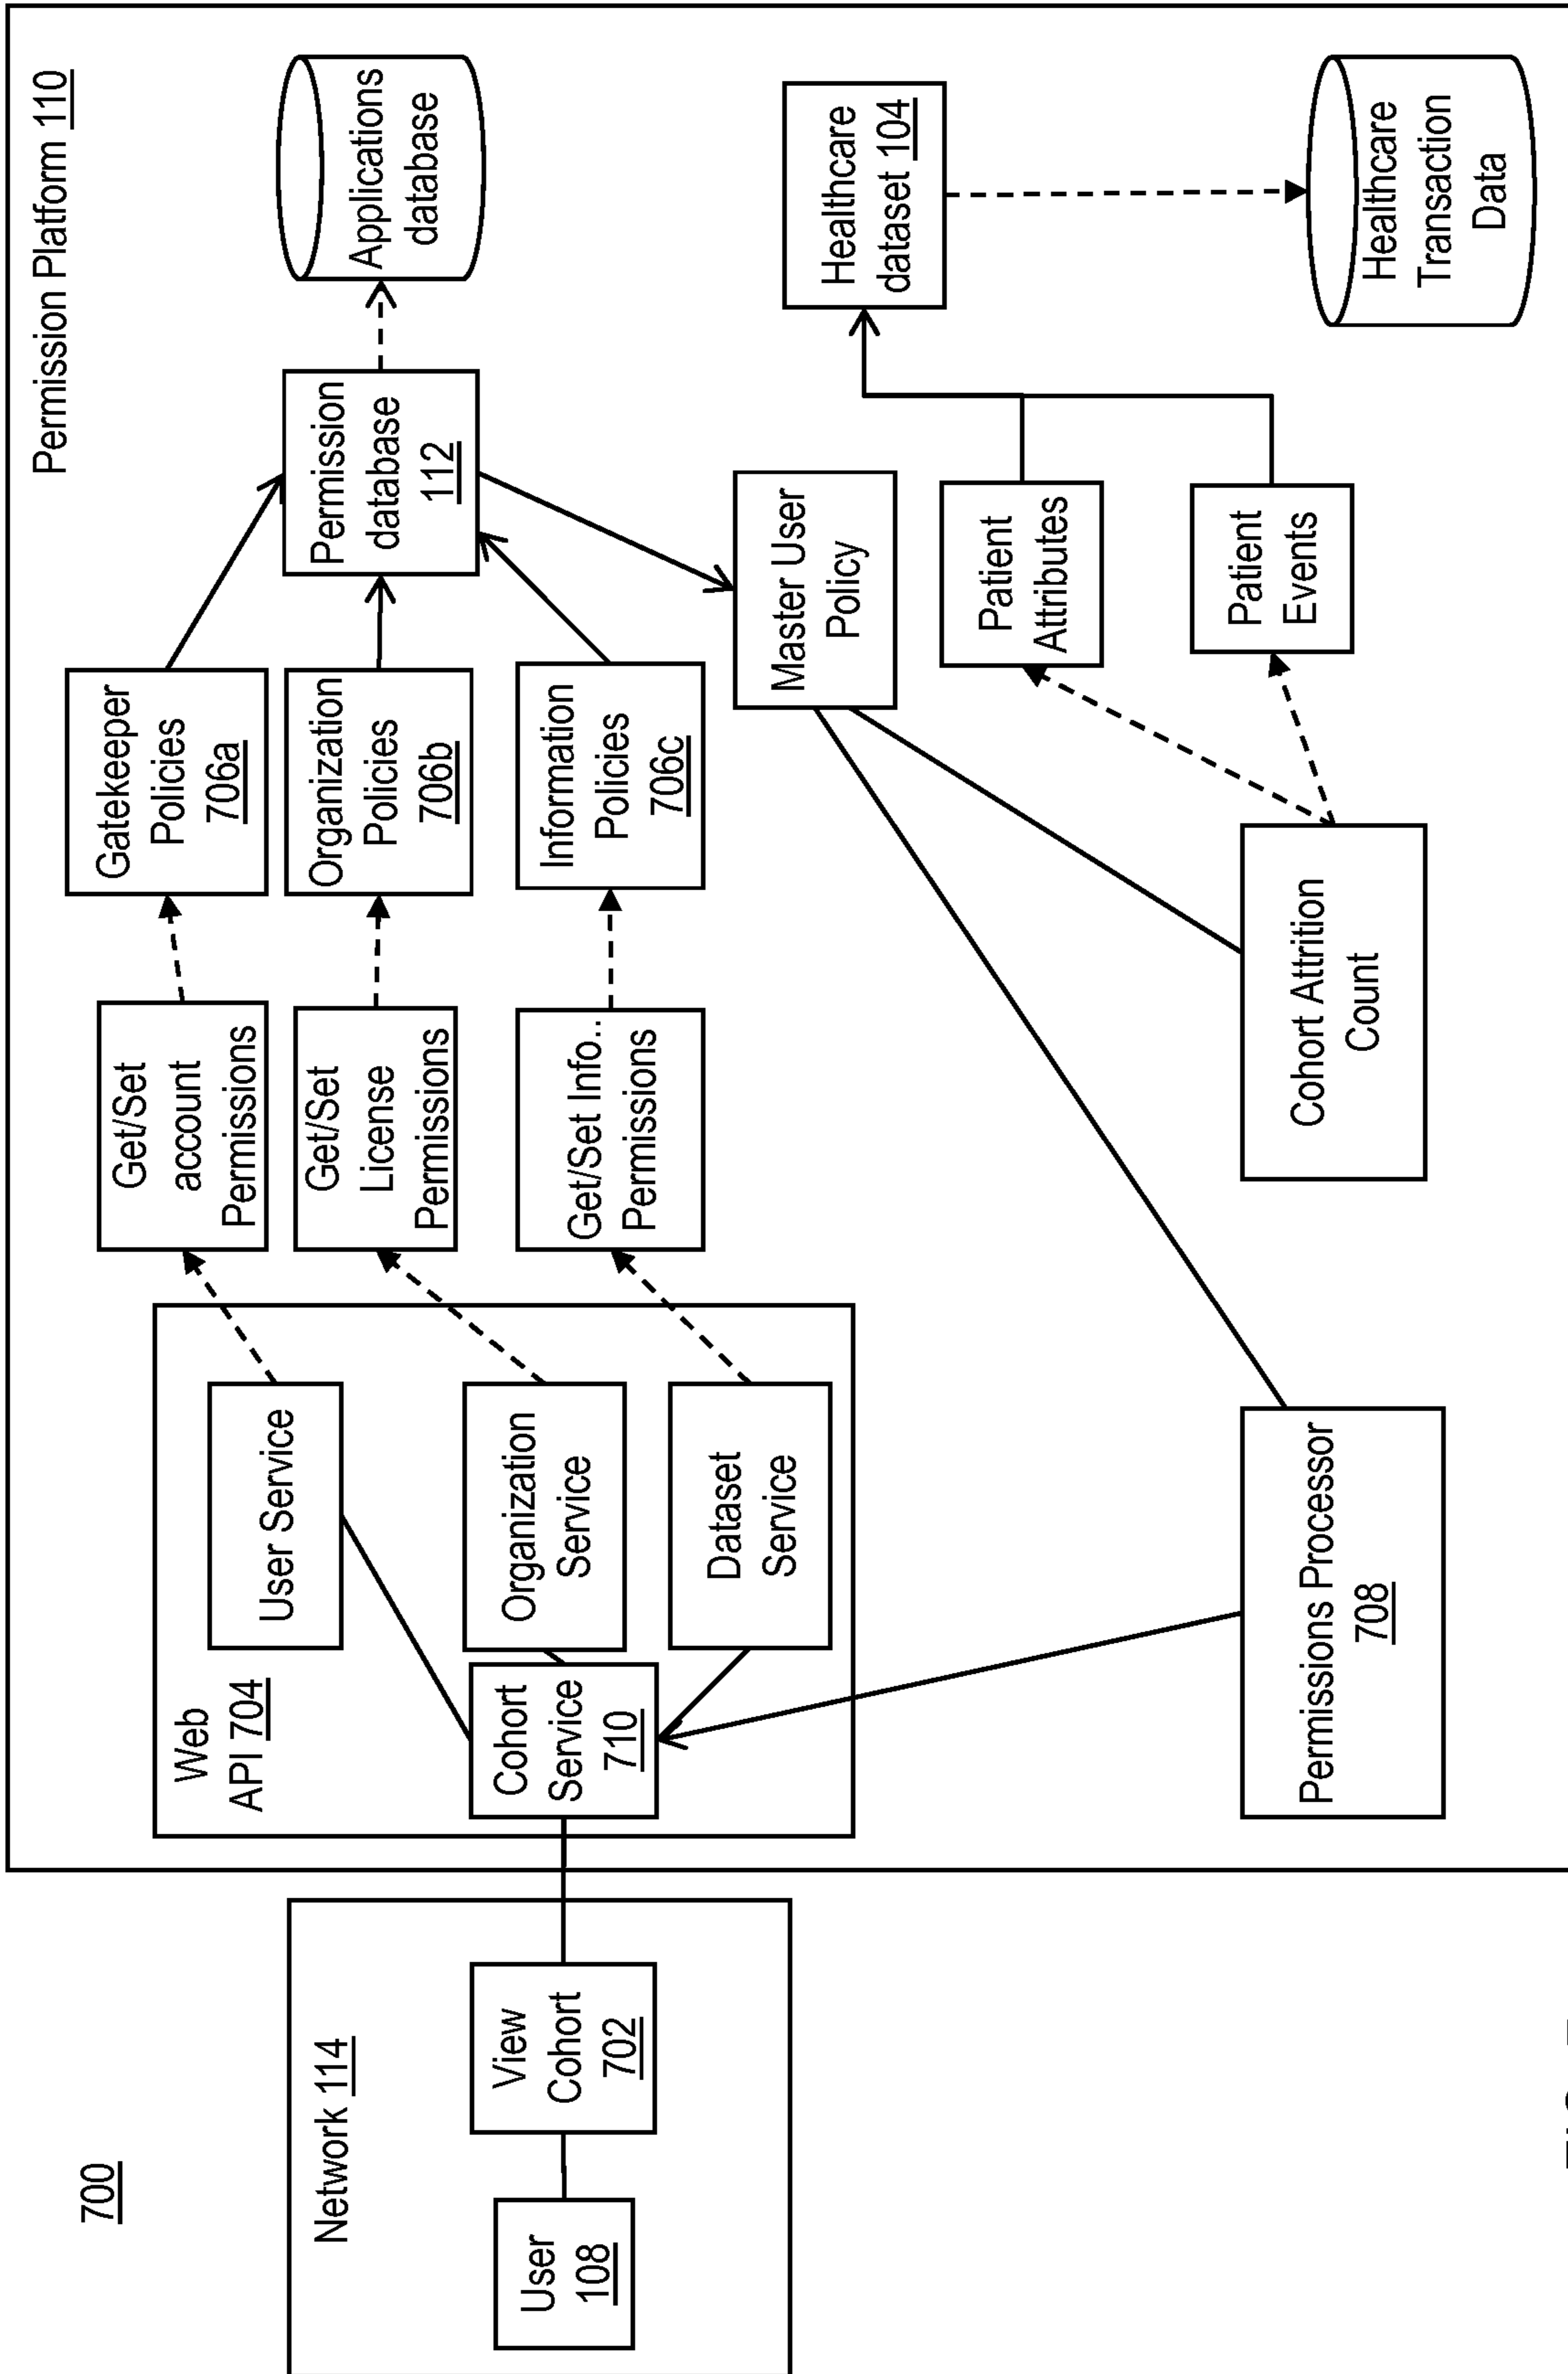 700
Network 114
User
108
View
Cohort
702
Permission Platform 110
Web
API 704
User Service
Cohort
Service
710
Organization
Service
Dataset
Service
Get/Set
account
Permissions
Get/Set
License
Permissions
Get/Set Info..
Permissions
Gatekeeper
Policies
706a
Organization
Policies
706b
Information
Policies
706c
Permission
database
112
Applications
database
Master User
Policy
Permissions Processor
708
Cohort Attrition
Count
Patient
Attributes
Patient
Events
Healthcare
dataset 104
Healthcare
Transaction
Data